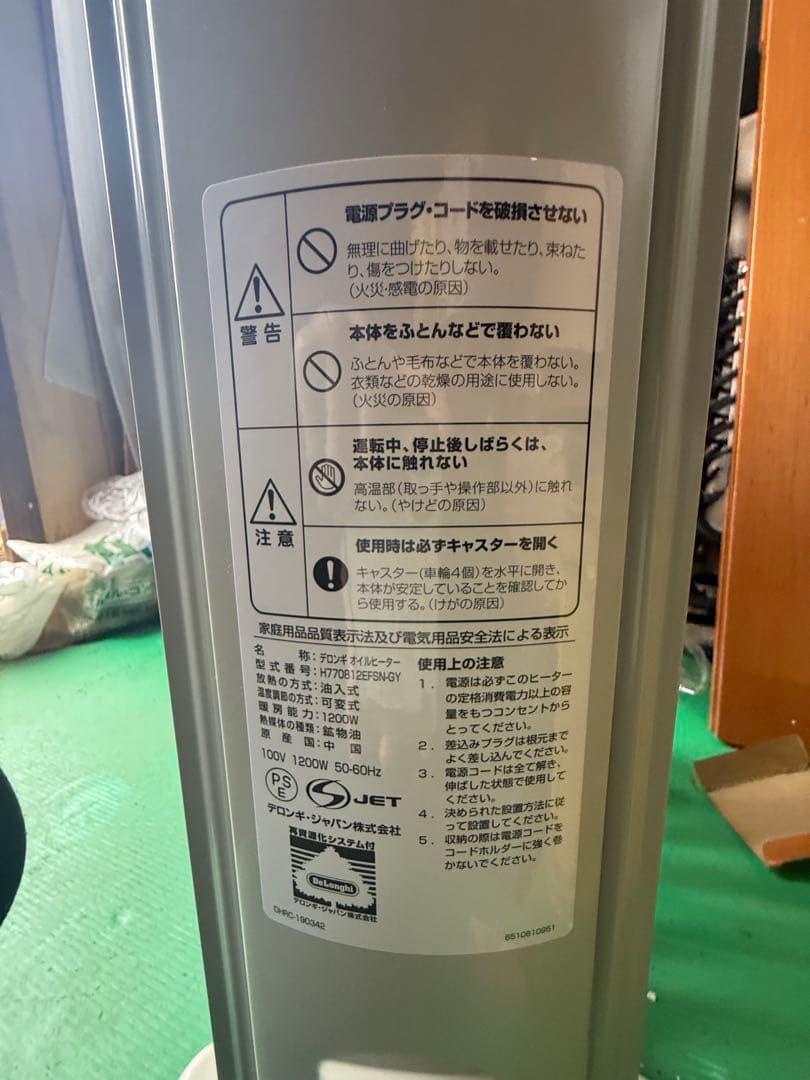 電源プラグ・コードを破損させない
無理に曲げたり、物を載せたり、束ねた
り、傷をつけたりしない。
(火災・感電の原因)
警告
本体をふとんなどで覆わない
ふとんや毛布などで本体を覆わない。
衣類などの乾燥の用途に使用しない。
(火災の原因)
運転中、停止後しばらくは、
本体に触れない
高温部(取っ手や操作部以外)に触れ
ない。(やけどの原因)
注意
使用時は必ずキャスターを開く
キャスター(車輪4個)を水平に開き、
本体が安定していることを確認してか
ら使用する。(けがの原因)
家庭用品品質表示法及び電気用品安全法による表示
名称:デロンギ オイルヒーター
型式番号:H770812EFSN-GY
放熱の方式:油入式
温度調節の方式:可変式
暖房能力:1200W
熱媒体の種類:鉱物油
原産国:中国
100V 1200W 50-60Hz
PS
E
S JET
デロンギ・ジャパン株式会社
再資源化システム付
DeLonghi
デロンギ・ジャパン株式会社
DHRC-190342
使用上の注意
1. 電源は必ずこのヒーター
の定格消費電力以上の容
量をもつコンセントから
とってください。
2. 差込みプラグは根元まで
よく差し込んでください。
3. 電源コードは全て解き、
伸ばした状態で使用して
ください。
4. 決められた設置方法に従
って設置してください。
5. 収納の際は電源コードを
コードホルダーに強く巻
かないでください。
6510810951